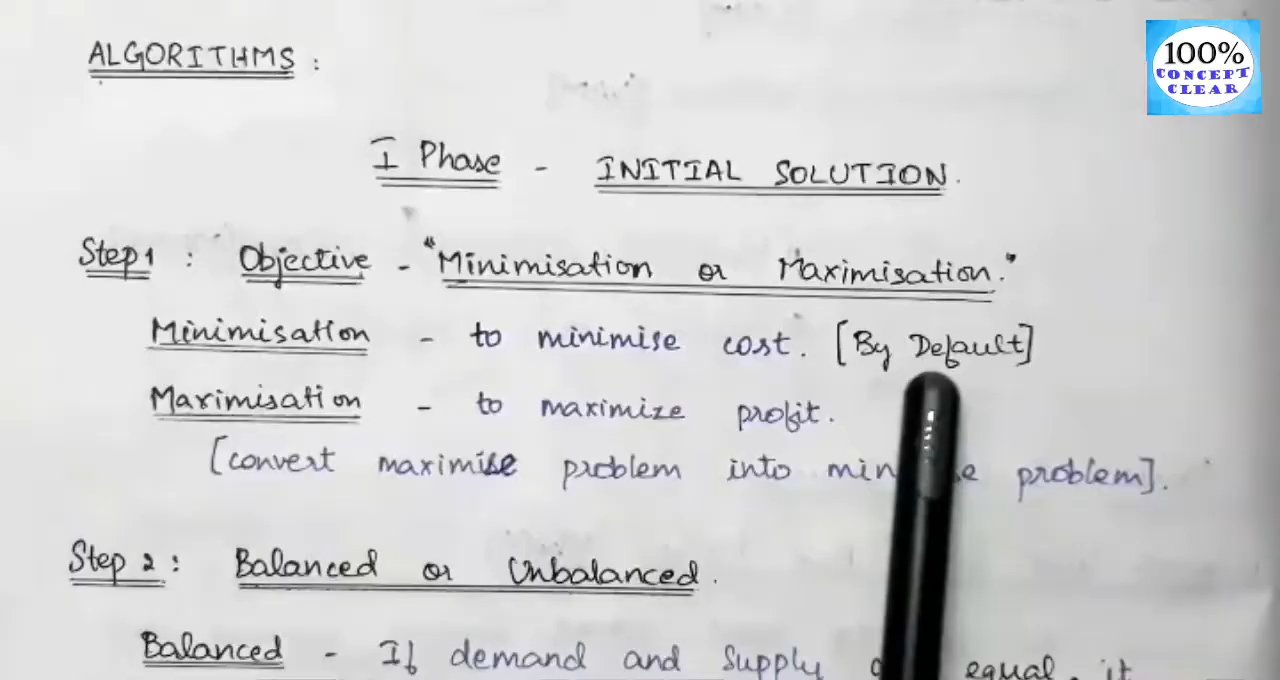 100%
CONCEPT
CLEAR
ALGORITHMS :
I Phase - INITIAL SOLUTION.
Step 1 : Objective - "Minimisation or Maximisation."
Minimisation - to minimise cost. [By Default]
Maximisation - to maximize profit.
[convert maximise problem into problem].
Step 2 : Balanced or Unbalanced.
Balanced - If demand and supply equal, it